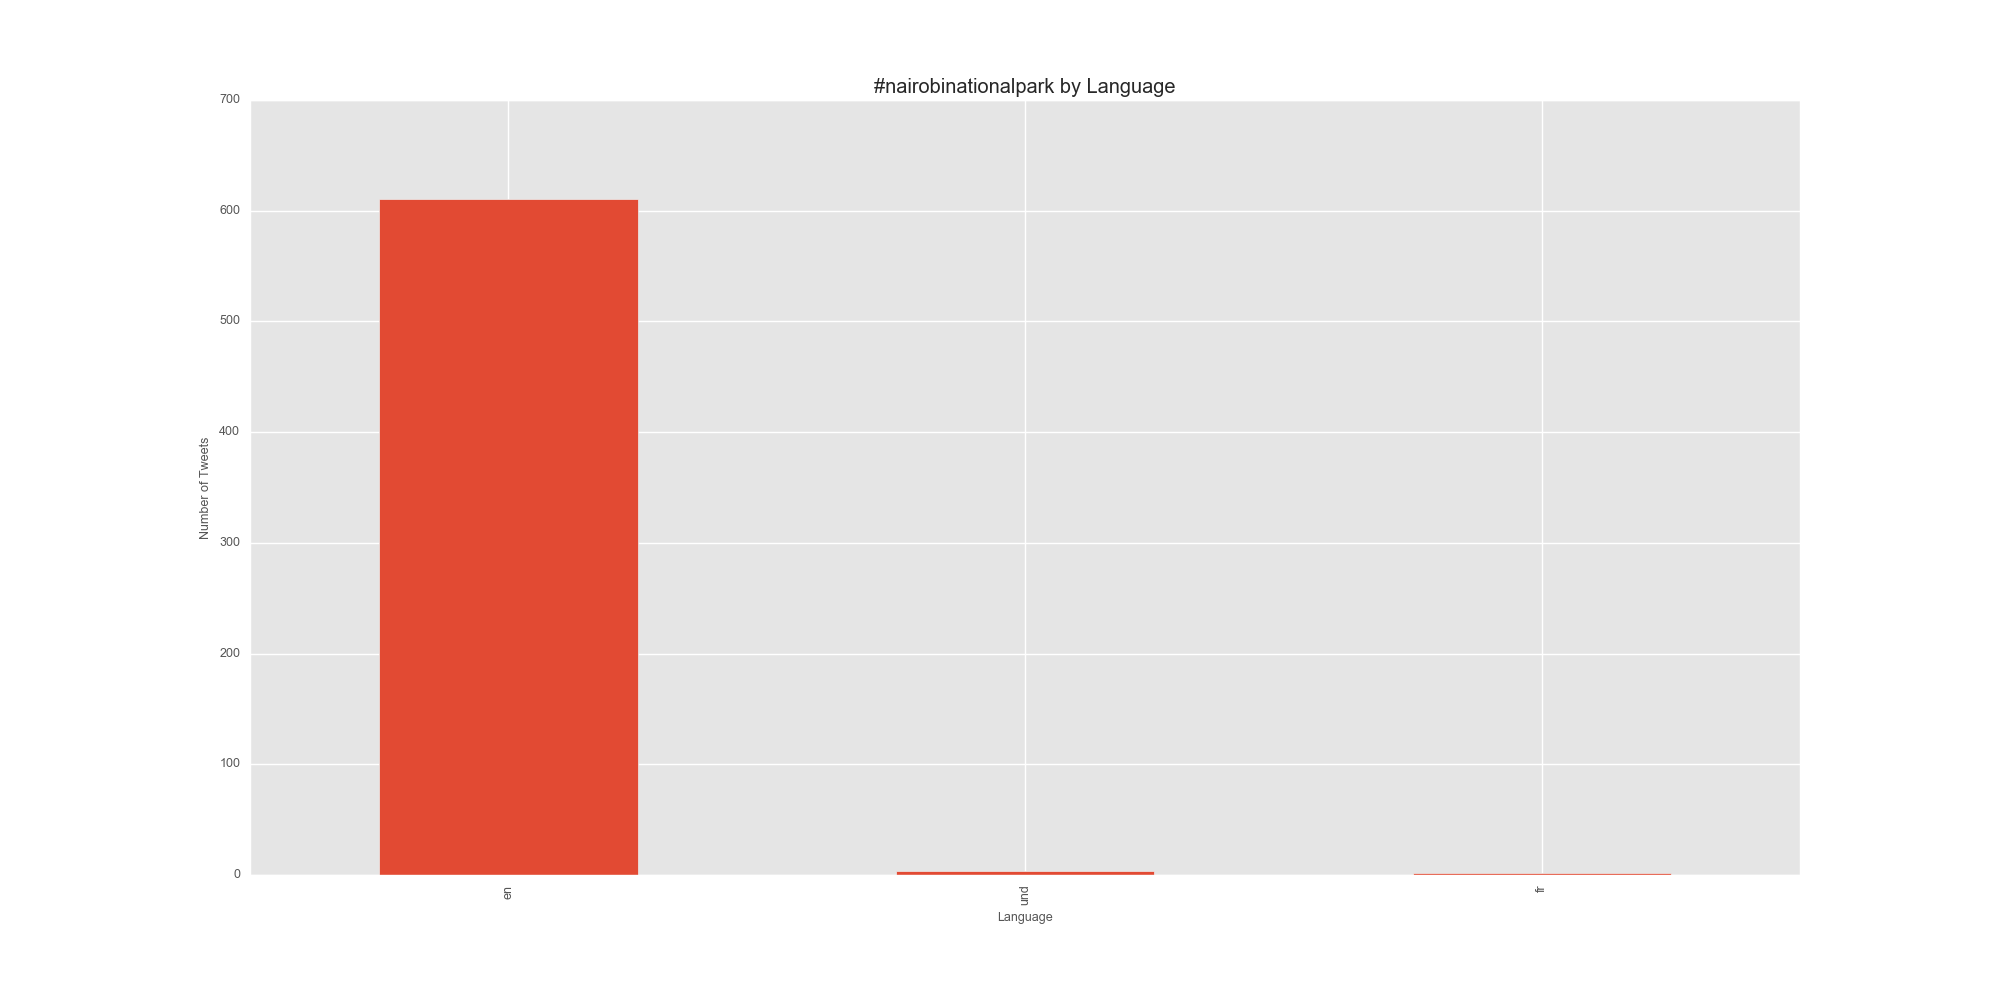 #nairobinationalpark by Language
700
600
500
400
300
200
100
0
Number of Tweets
en
und
fr
Language